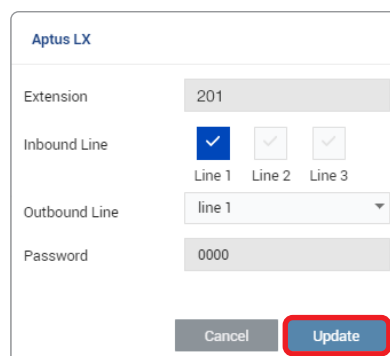 Aptus LX
Extension 201
Inbound Line
Line 1 Line 2 Line 3
Outbound Line line 1
Password 0000
Cancel Update